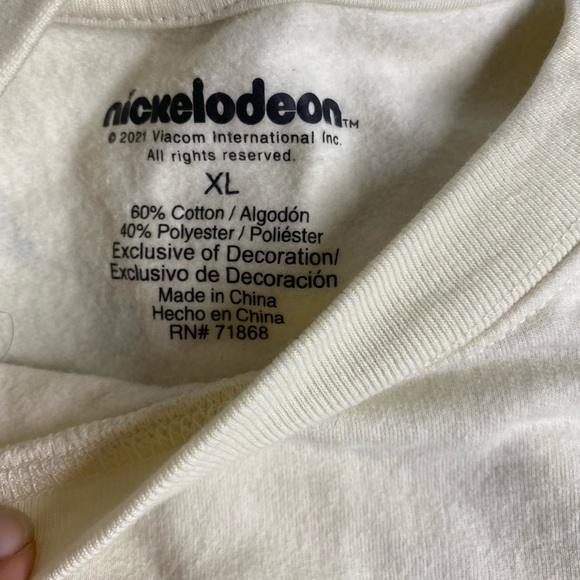 nickelodeon™
© 2021 Viacom International Inc.
All rights reserved.
XL
60% Cotton / Algodón
40% Polyester / Poliéster
Exclusive of Decoration/
Exclusivo de Decoración
Made in China
Hecho en China
RN# 71868